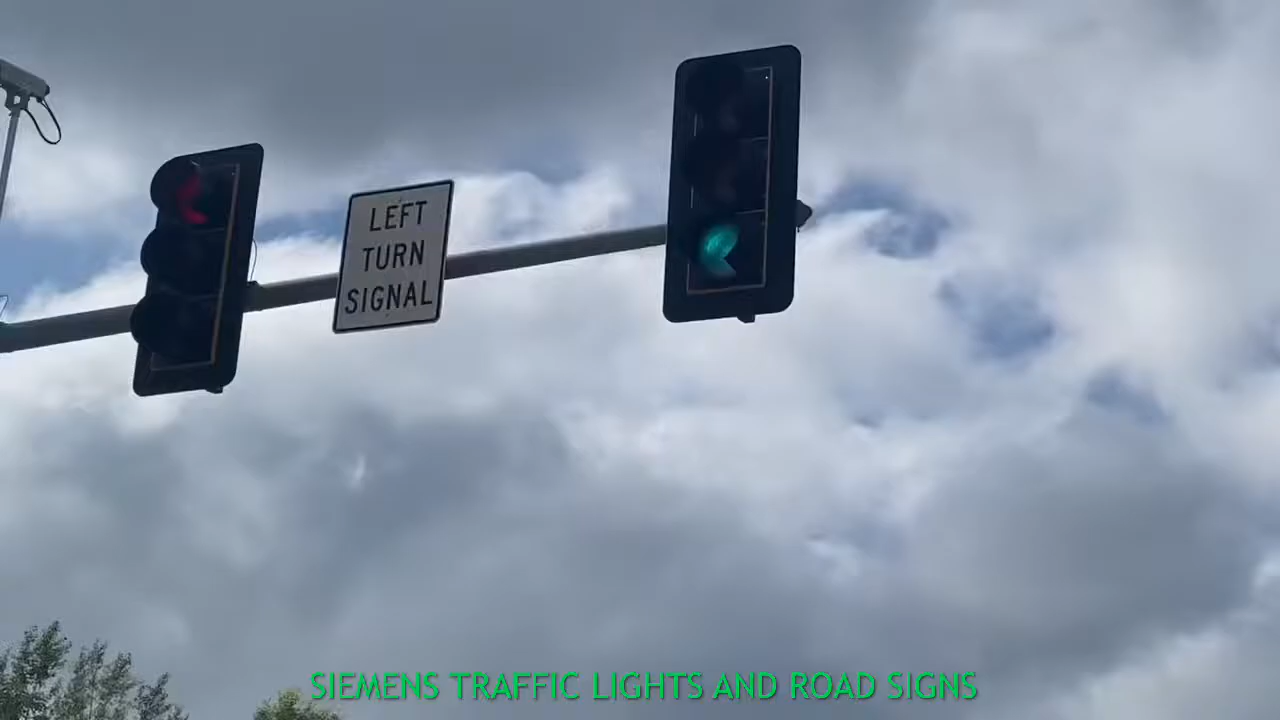 LEFT
TURN
SIGNAL
SIEMENS TRAFFIC LIGHTS AND ROAD SIGNS